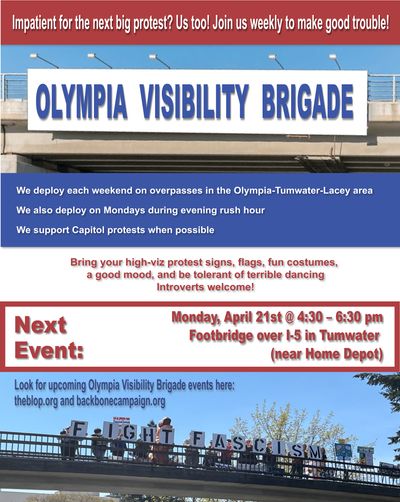 Impatient for the next big protest? Us too! Join us weekly to make good trouble!
OLYMPIA VISIBILITY BRIGADE
We deploy each weekend on overpasses in the Olympia-Tumwater-Lacey area
We also deploy on Mondays during evening rush hour
We support Capitol protests when possible
Bring your high-viz protest signs, flags, fun costumes,
a good mood, and be tolerant of terrible dancing
Introverts welcome!
Next
Event:
Monday, April 21st @ 4:30 – 6:30 pm
Footbridge over I-5 in Tumwater
(near Home Depot)
Look for upcoming Olympia Visibility Brigade events here:
theblop.org and backbonecampaign.org
FIGHT FASCISM